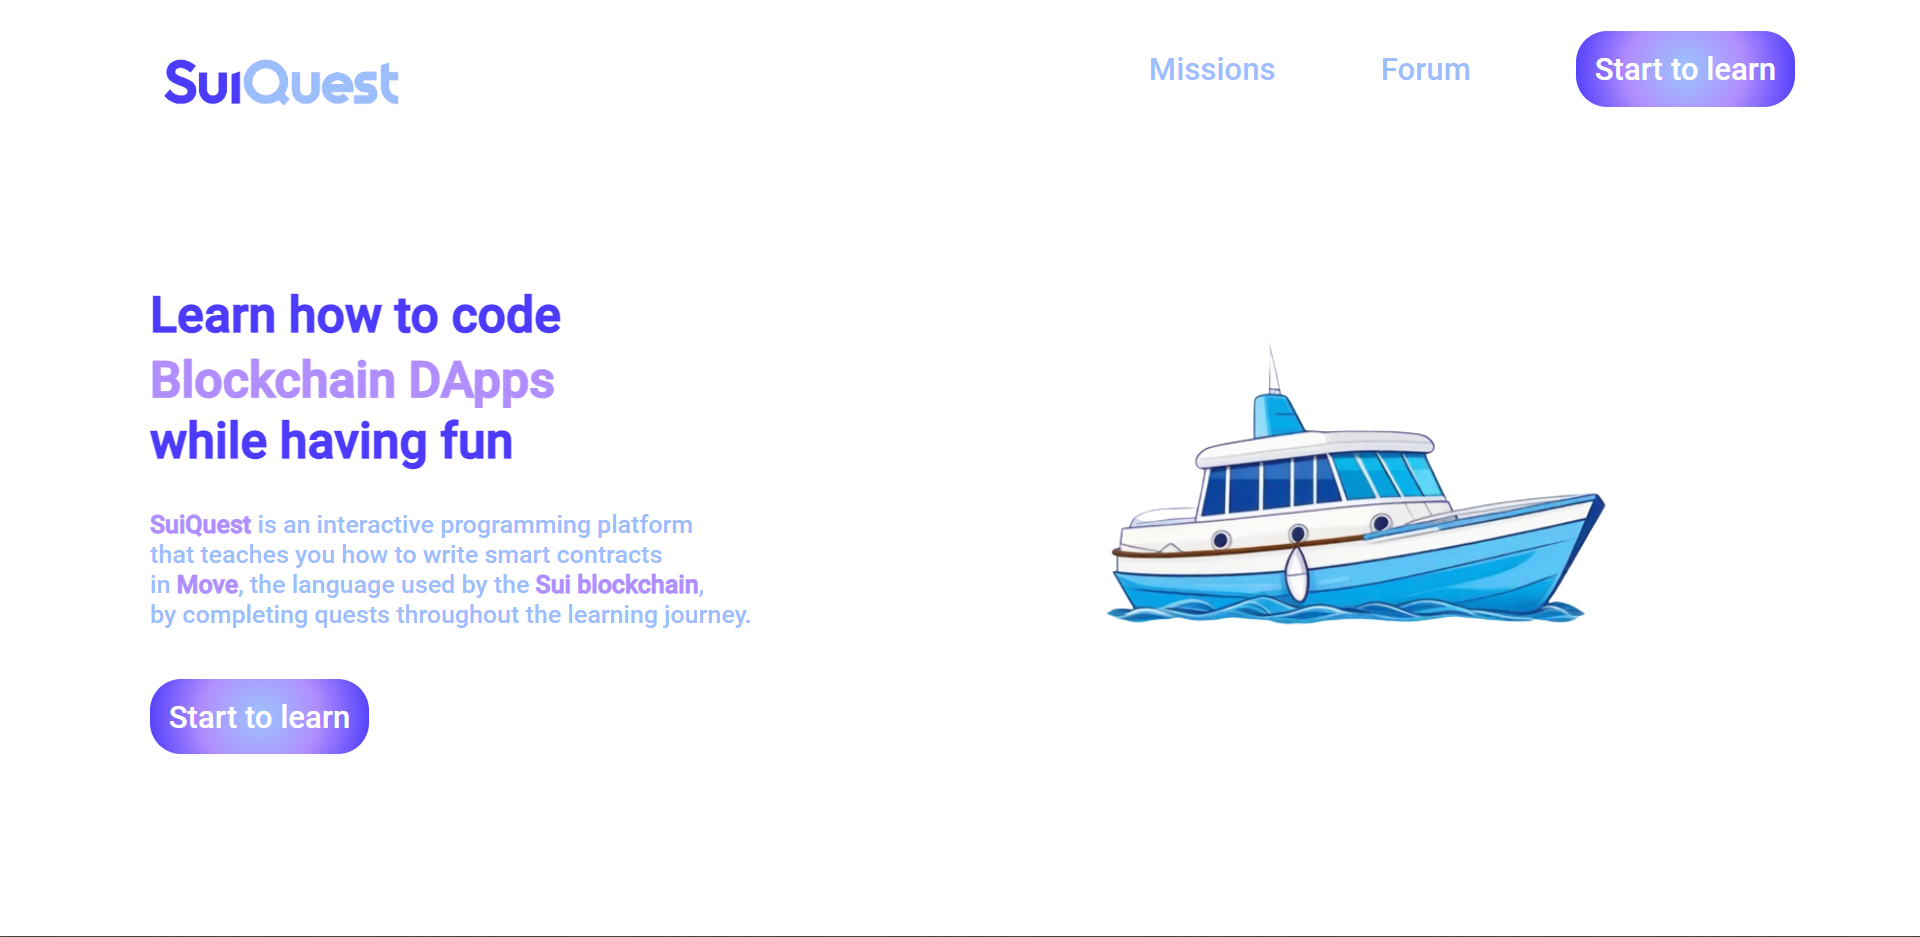 SuiQuest
Missions
Forum
Start to learn
Learn how to code
Blockchain DApps
while having fun
SuiQuest is an interactive programming platform
that teaches you how to write smart contracts
in Move, the language used by the Sui blockchain,
by completing quests throughout the learning journey.
Start to learn